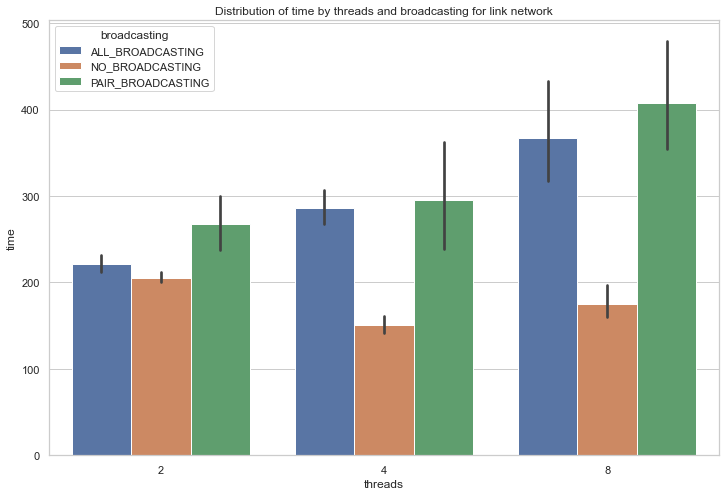 Distribution of time by threads and broadcasting for link network
broadcasting
ALL_BROADCASTING
NO_BROADCASTING
PAIR_BROADCASTING
500
400
300
200
100
0
time
2 4 8
threads